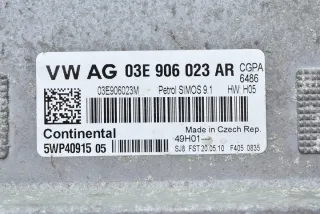 VW AG 03E 906 023 AR CGPA
6486
03E906023M Petrol SIMOS 9.1 HW: H05
Continental Made in Czech Rep.
5WP40915 05 49H01
SJ8 FST 20.05.10 F405 0835